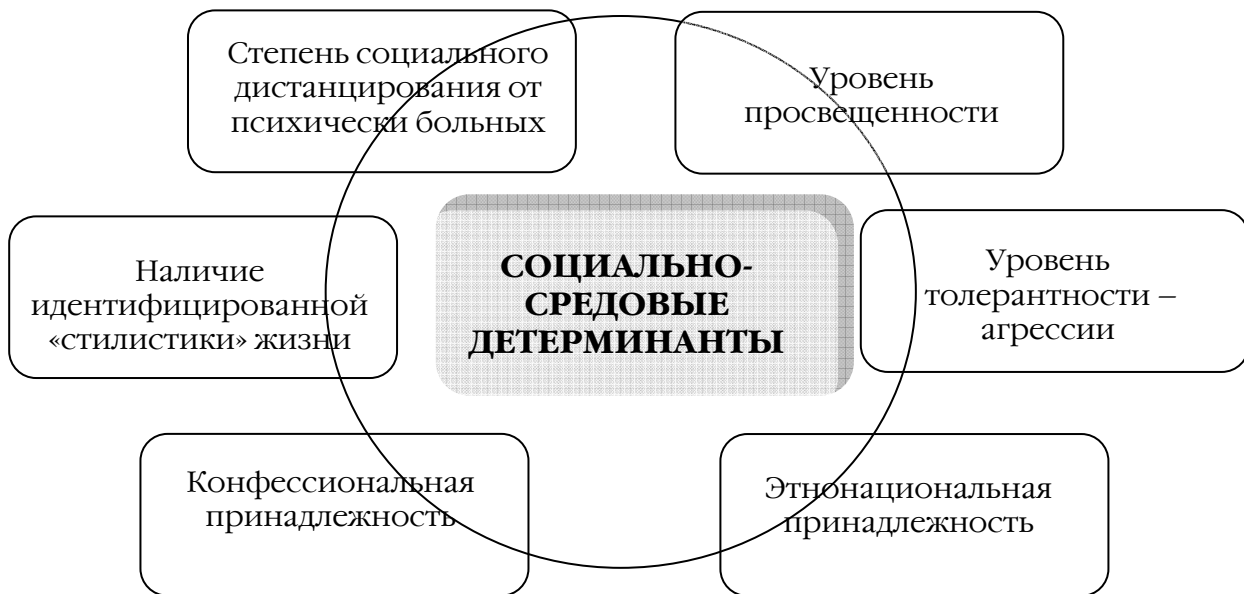 Степень социального
дистанцирования от
психически больных
Уровень
просвещенности
Наличие
идентифицированной
«стилистики» жизни
СОЦИАЛЬНО-
СРЕДОВЫЕ
ДЕТЕРМИНАНТЫ
Уровень
толерантности –
агрессии
Конфессиональная
принадлежность
Этнонациональная
принадлежность